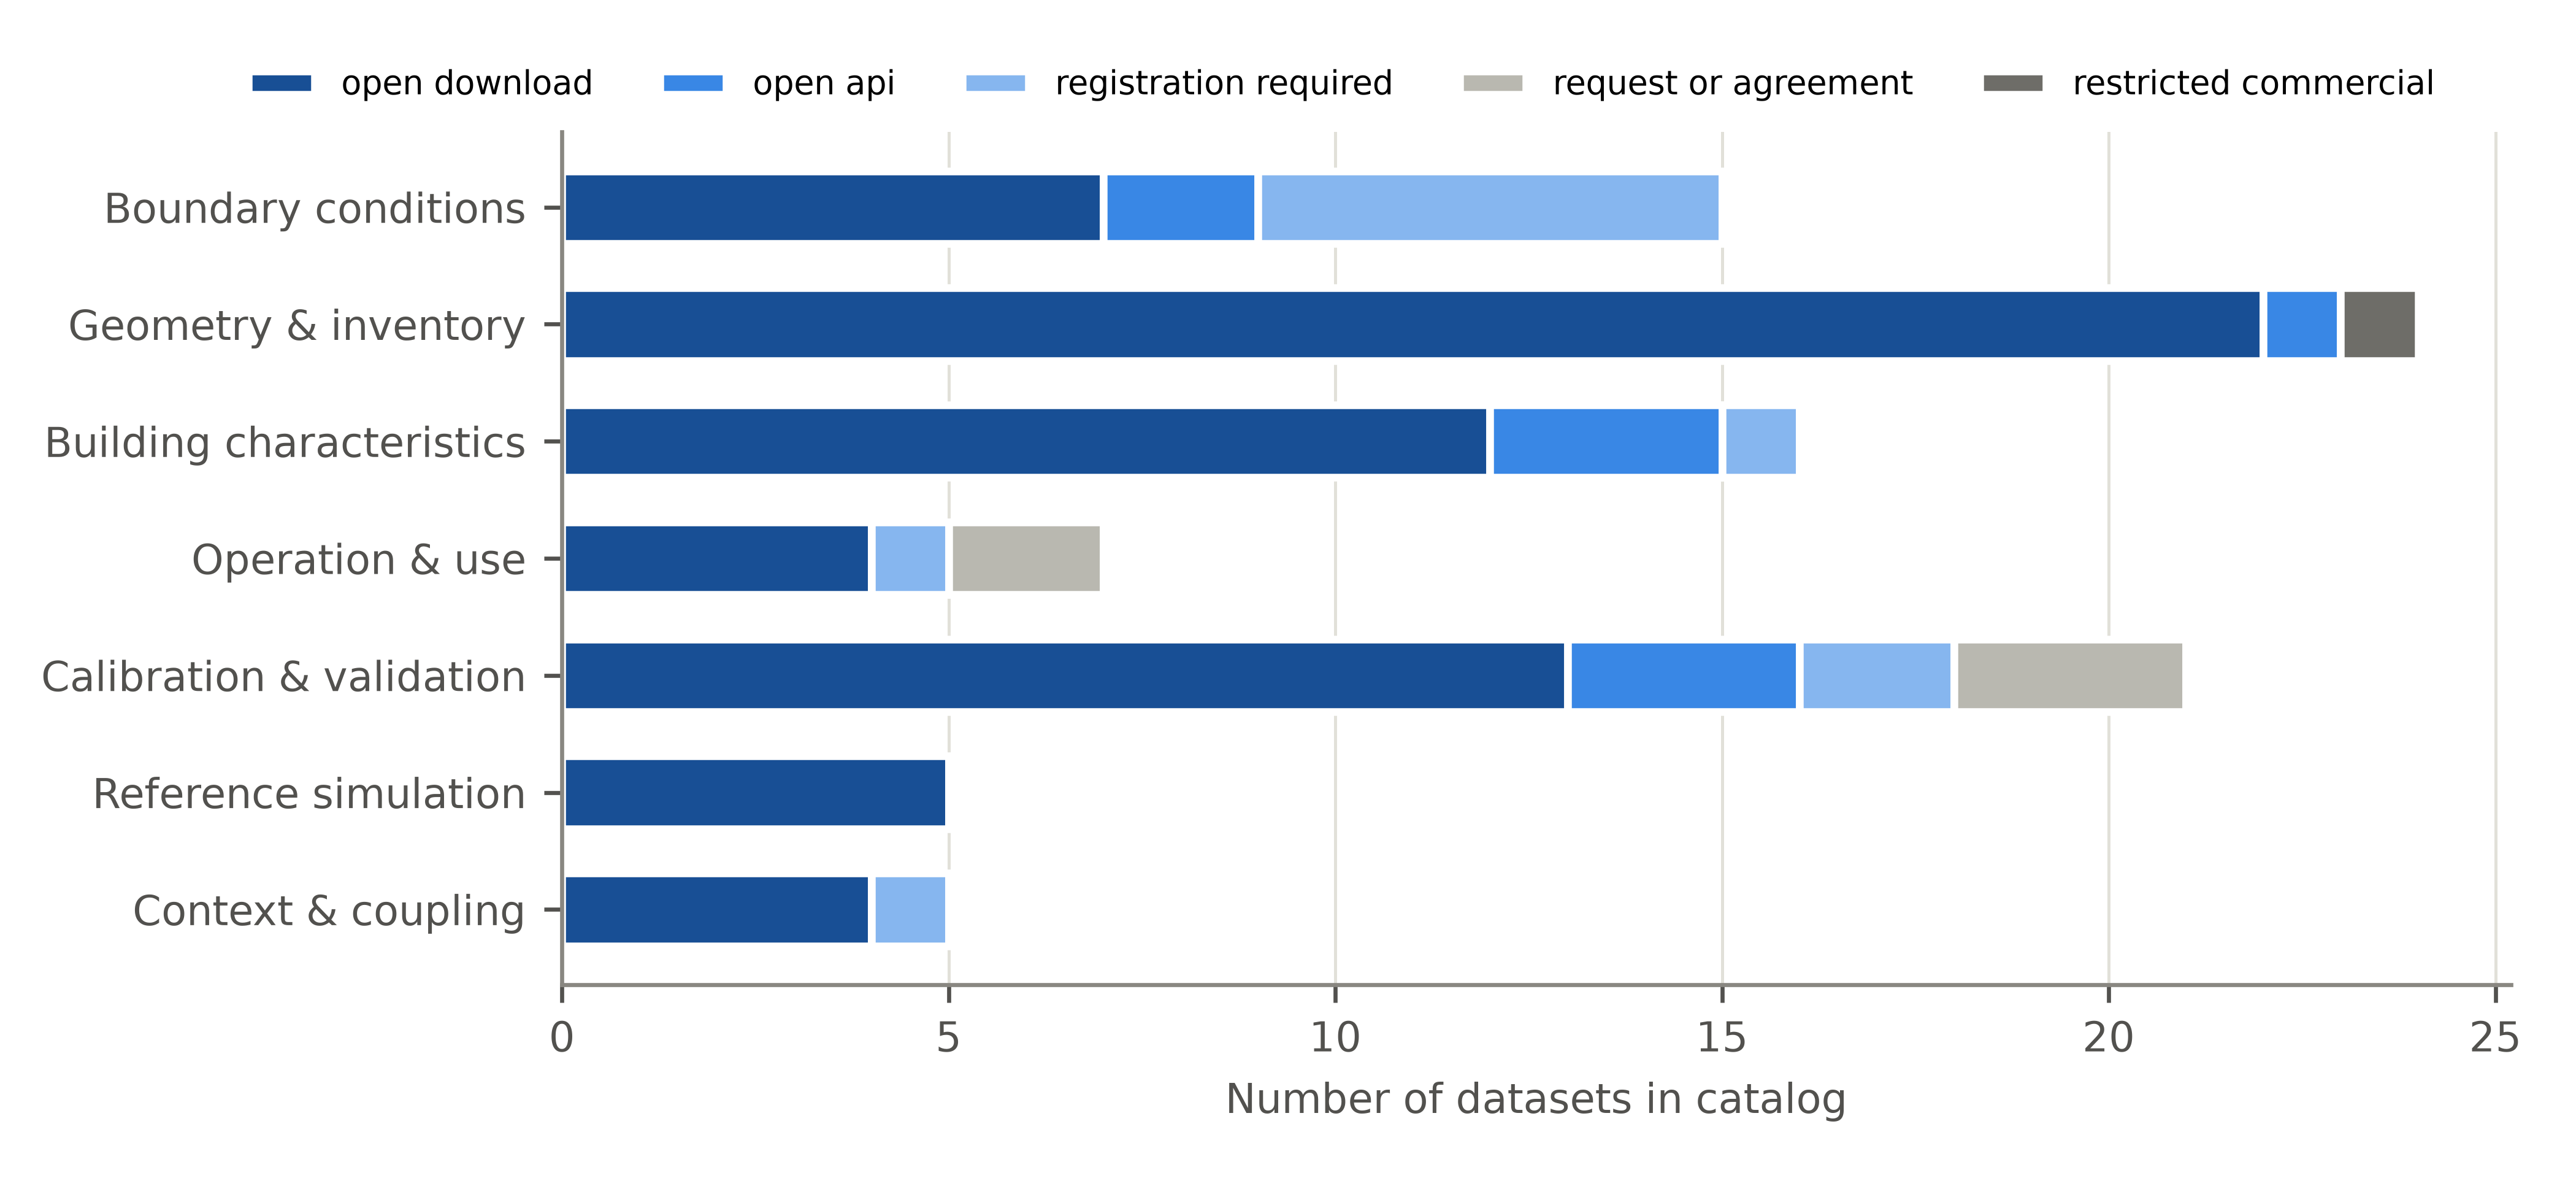 open download open api registration required request or agreement restricted commercial
Boundary conditions
Geometry & inventory
Building characteristics
Operation & use
Calibration & validation
Reference simulation
Context & coupling
0 5 10 15 20 25
Number of datasets in catalog